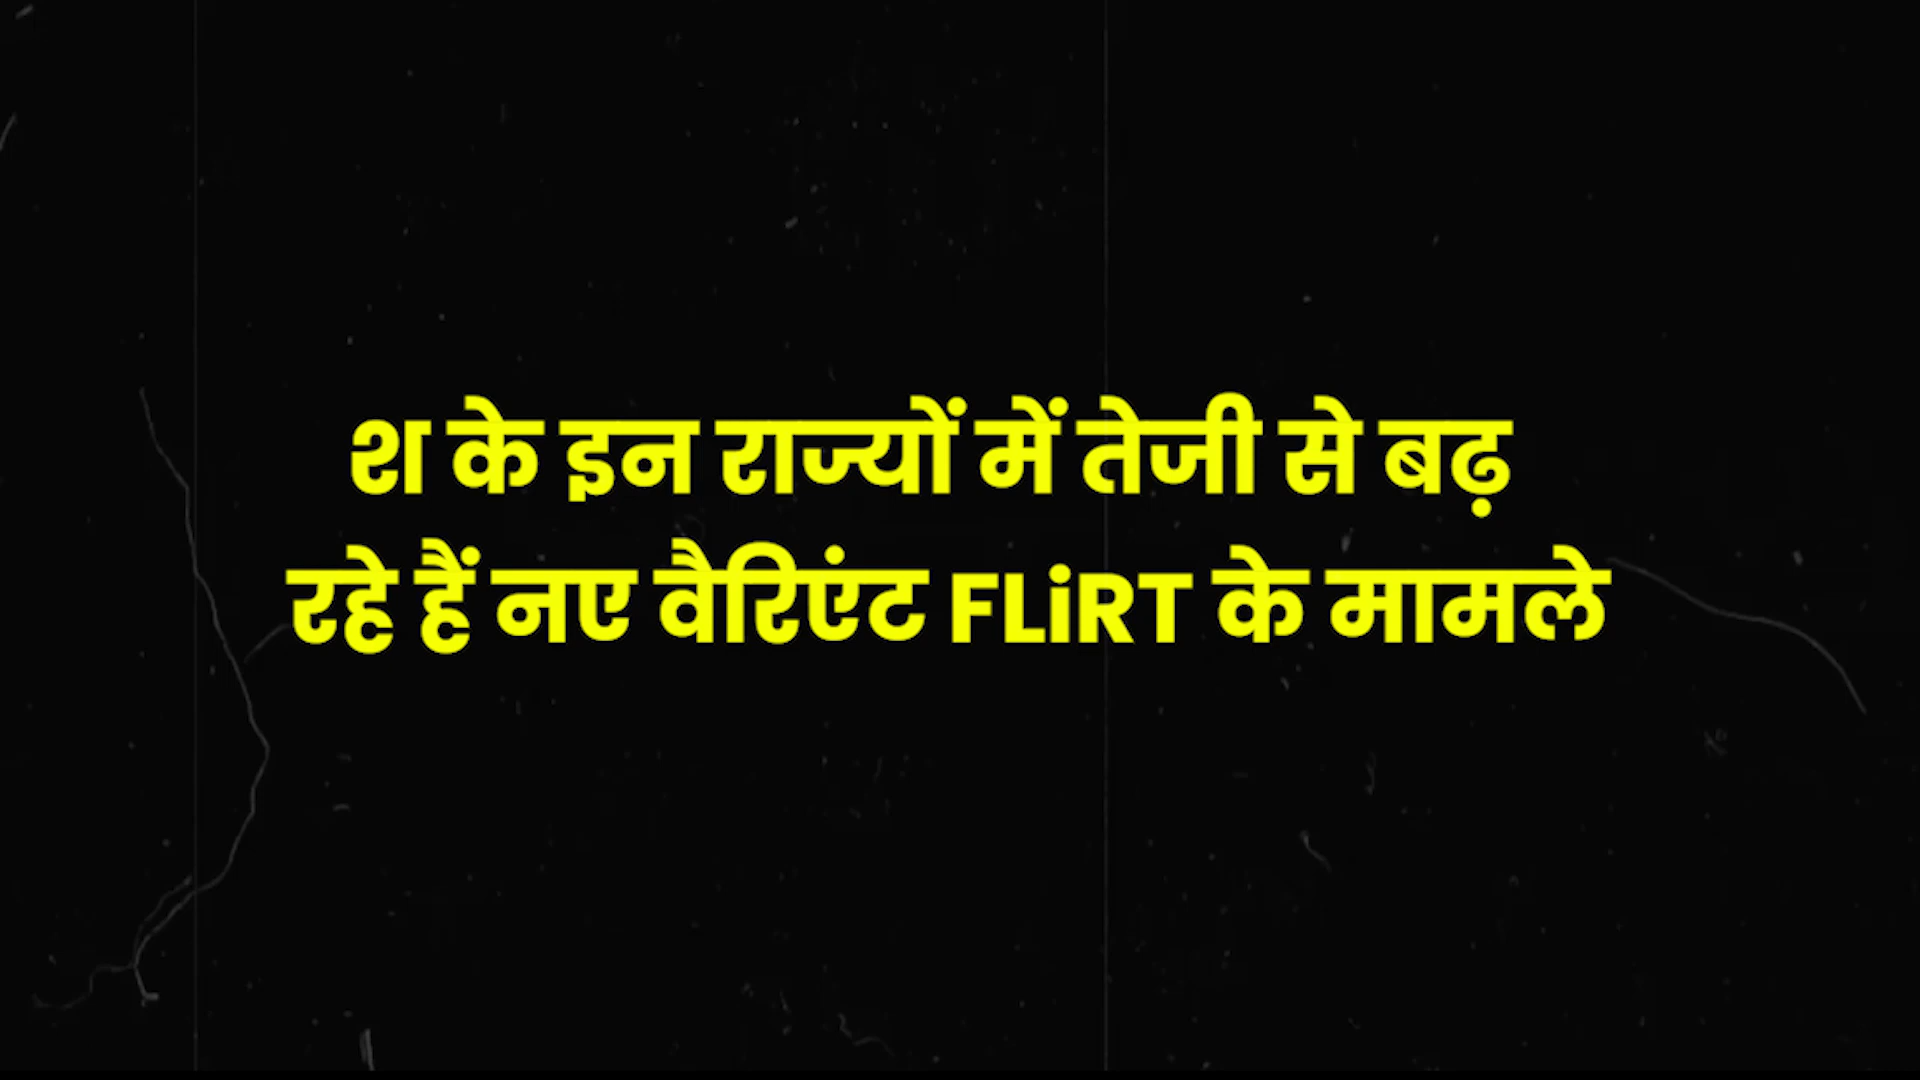 श के इन राज्यों में तेजी से बढ़
रहे हैं नए वैरिएंट FLiRT के मामले